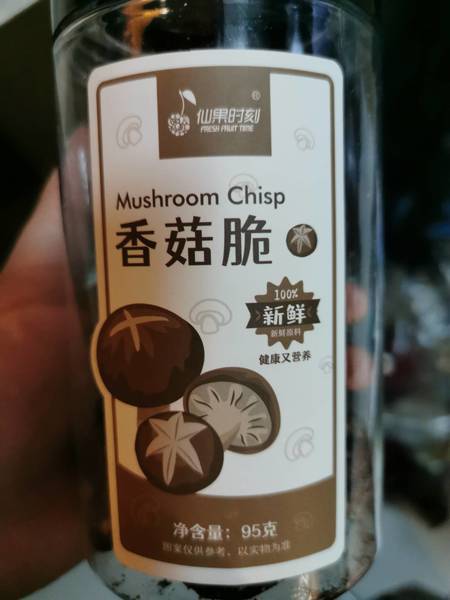 仙果时刻®
FRESH FRUIT TIME
Mushroom Chisp
香菇脆
100%
新鲜
新鲜原料
健康又营养
净含量：95克
图案仅供参考，以实物为准